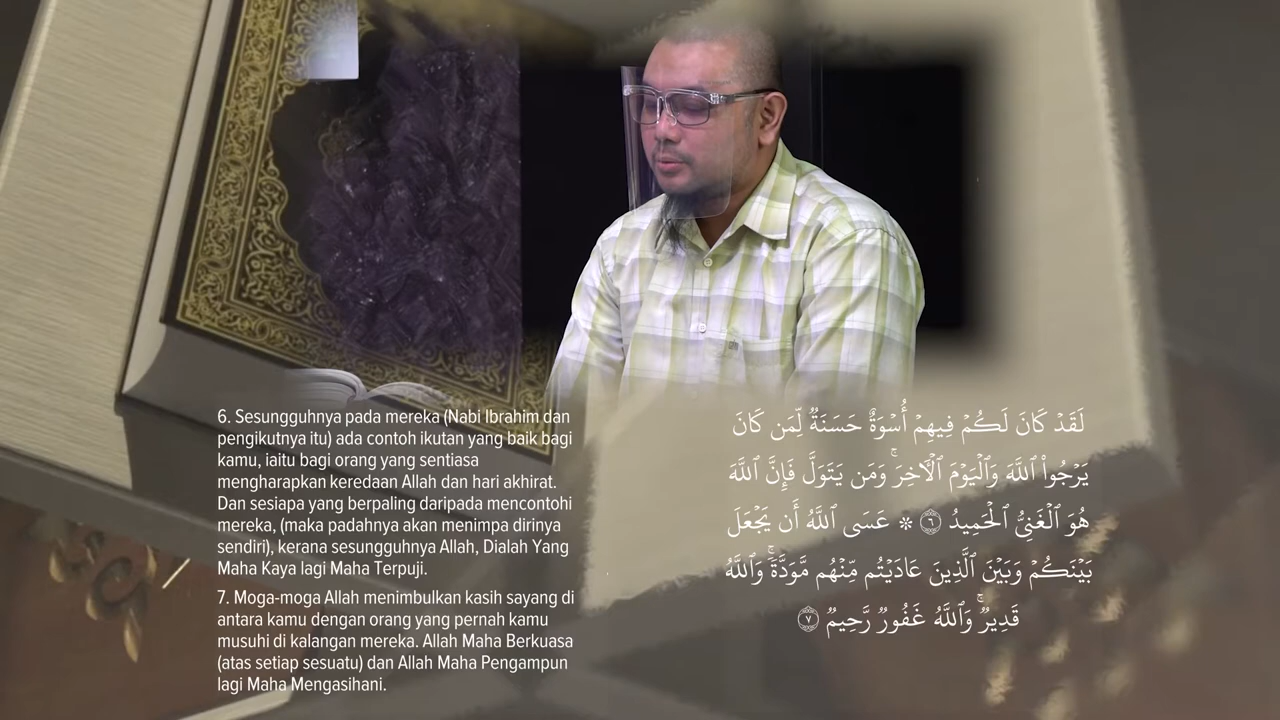 6. Sesungguhnya pada mereka (Nabi Ibrahim dan
pengikutnya itu) ada contoh ikutan yang baik bagi
kamu, iaitu bagi orang yang sentiasa
mengharapkan keredaan Allah dan hari akhirat.
Dan sesiapa yang berpaling daripada mencontohi
mereka, (maka padahnya akan menimpa dirinya
sendiri), kerana sesungguhnya Allah, Dialah Yang
Maha Kaya lagi Maha Terpuji.
7. Moga-moga Allah menimbulkan kasih sayang di
antara kamu dengan orang yang pernah kamu
musuhi di kalangan mereka. Allah Maha Berkuasa
(atas setiap sesuatu) dan Allah Maha Pengampun
lagi Maha Mengasihani.
لَقَدْ كَانَ لَكُمْ فِيهِمْ أُسْوَةٌ حَسَنَةٌ لِّمَن كَانَ
يَرْجُوا۟ ٱللَّهَ وَٱلْيَوْمَ ٱلْآخِرَ ۚ وَمَن يَتَوَلَّ فَإِنَّ ٱللَّهَ
هُوَ ٱلْغَنِىُّ ٱلْحَمِيدُ ٦ ۞ عَسَى ٱللَّهُ أَن يَجْعَلَ
بَيْنَكُمْ وَبَيْنَ ٱلَّذِينَ عَادَيْتُم مِّنْهُم مَّوَدَّةً ۚ وَٱللَّهُ
قَدِيرٌ ۚ وَٱللَّهُ غَفُورٌ رَّحِيمٌ ٧